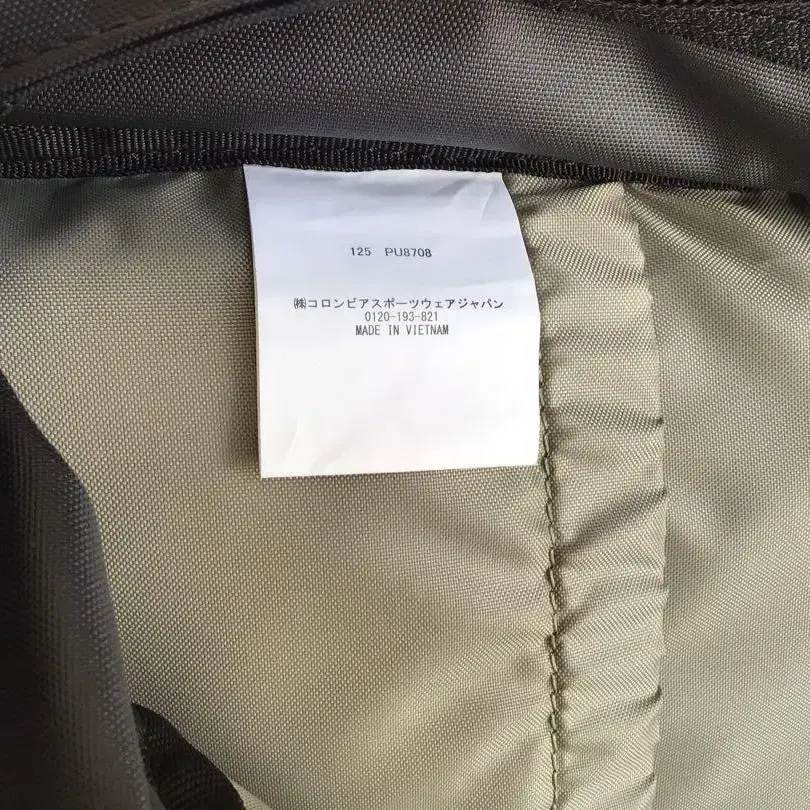 125 PU8708
㈱コロンビアスポーツウェアジャパン
0120-193-821
MADE IN VIETNAM